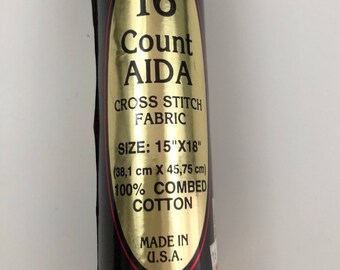 16
Count
AIDA
CROSS STITCH
FABRIC
SIZE: 15"X18"
(38,1 cm X 45,75 cm)
100% COMBED
COTTON
MADE IN
U.S.A.